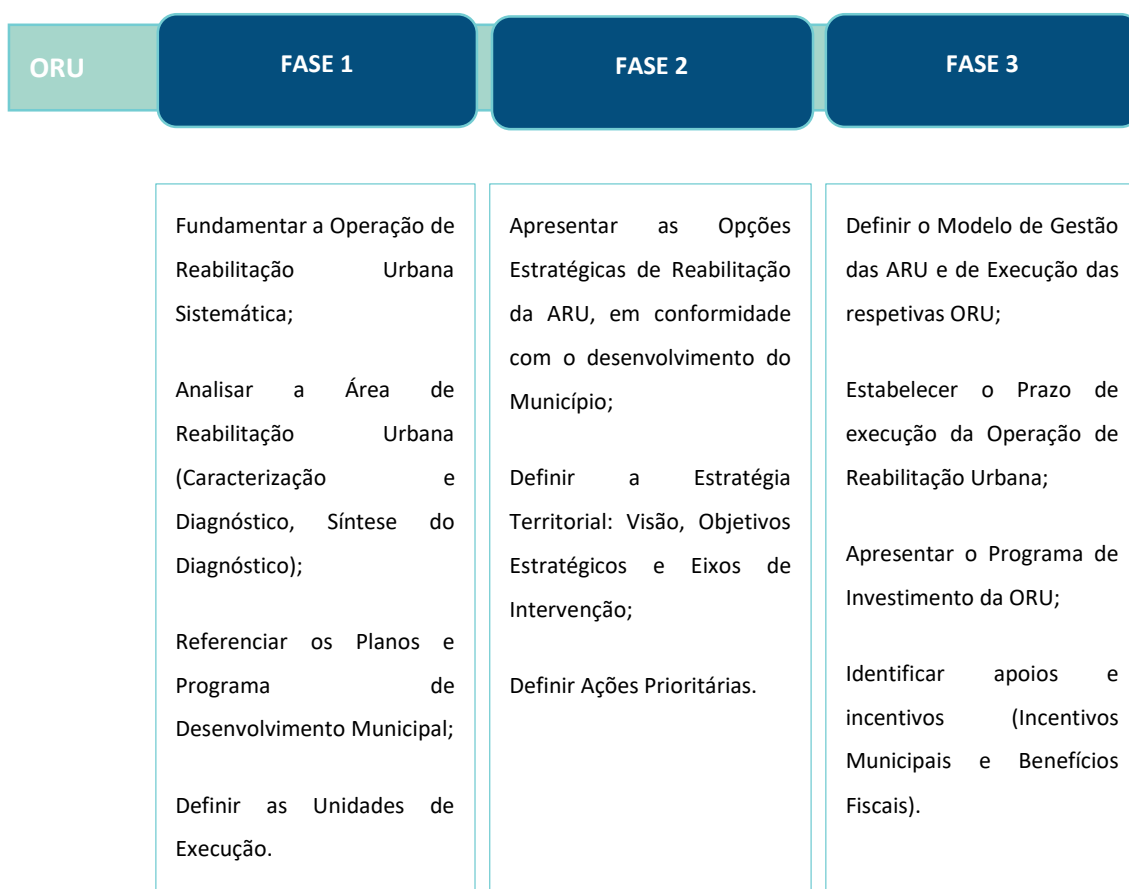 ORU
FASE 1
FASE 2
FASE 3
Fundamentar a Operação de
Reabilitação Urbana
Sistemática;
Analisar a Área de
Reabilitação Urbana
(Caracterização e
Diagnóstico, Síntese do
Diagnóstico);
Referenciar os Planos e
Programa de
Desenvolvimento Municipal;
Definir as Unidades de
Execução.
Apresentar as Opções
Estratégicas de Reabilitação
da ARU, em conformidade
com o desenvolvimento do
Município;
Definir a Estratégia
Territorial: Visão, Objetivos
Estratégicos e Eixos de
Intervenção;
Definir Ações Prioritárias.
Definir o Modelo de Gestão
das ARU e de Execução das
respetivas ORU;
Estabelecer o Prazo de
execução da Operação de
Reabilitação Urbana;
Apresentar o Programa de
Investimento da ORU;
Identificar apoios e
incentivos (Incentivos
Municipais e Benefícios
Fiscais).